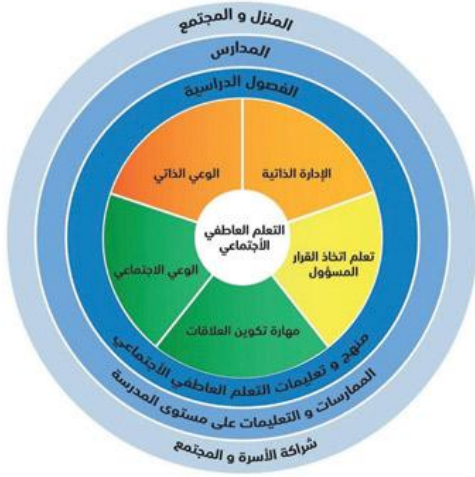 المنزل و المجتمع
المدارس
الفصول الدراسية
الإدارة الذاتية
الوعي الذاتي
التعلم العاطفي
الأجتماعي
تعلم اتخاذ القرار
المسؤول
الوعي الاجتماعي
مهارة تكوين العلاقات
منهج و تعليمات التعلم العاطفي الأجتماعي
الممارسات و التعليمات على مستوى المدرسة
شراكة الأسرة و المجتمع